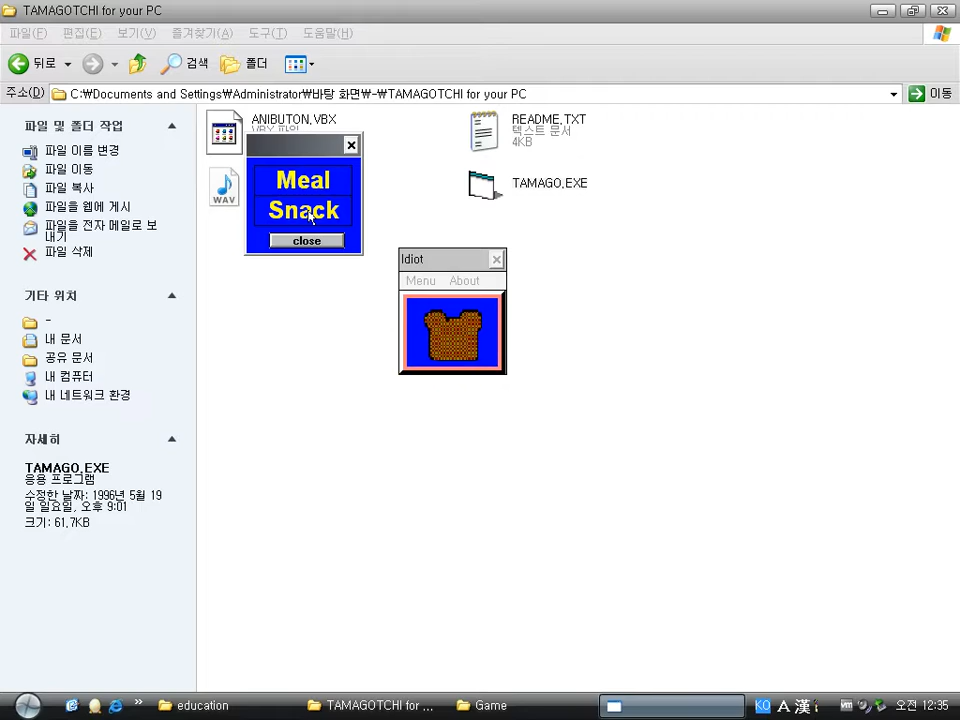 TAMAGOTCHI for your PC
파일(F) 편집(E) 보기(V) 즐겨찾기(A) 도구(T) 도움말(H)
뒤로 검색 폴더
주소(D) C:₩Documents and Settings₩Administrator₩바탕 화면₩-₩TAMAGOTCHI for your PC 이동
파일 및 폴더 작업
파일 이름 변경
파일 이동
파일 복사
파일을 웹에 게시
파일을 전자 메일로 보
내기
파일 삭제
기타 위치
-
내 문서
공유 문서
내 컴퓨터
내 네트워크 환경
자세히
TAMAGO.EXE
응용 프로그램
수정한 날짜: 1996년 5월 19
일 일요일, 오후 9:01
크기: 61.7KB
ANIBUTON.VBX
VBX 파일
WAV
README.TXT
텍스트 문서
4KB
TAMAGO.EXE
Meal
Snack
close
Idiot
Menu About
education TAMAGOTCHI for ... Game KO A 漢 오전 12:35